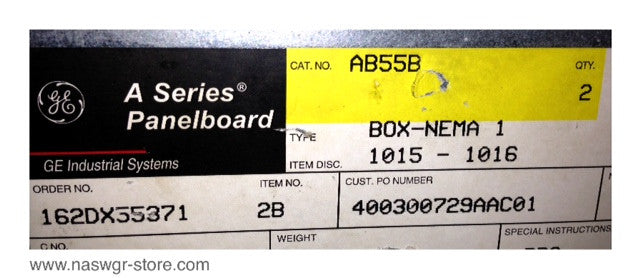 CAT. NO. AB55B QTY.
2
GE A Series®
Panelboard
TYPE BOX-NEMA 1
ITEM DISC. 1015 - 1016
GE Industrial Systems
ORDER NO. ITEM NO. CUST. PO NUMBER
162DX55371 2B 400300729AAC01
C NO. WEIGHT SPECIAL INSTRUCTIONS
www.naswgr-store.com